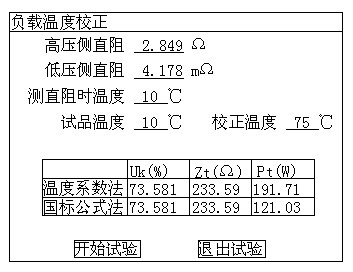 负载温度校正
高压侧直阻 2.849 Ω
低压侧直阻 4.178 mΩ
测直阻时温度 10 ℃
试品温度 10 ℃ 校正温度 75 ℃
Uk(%) Zt(Ω) Pt(W)
温度系数法 73.581 233.59 191.71
国标公式法 73.581 233.59 121.03
开始试验 退出试验